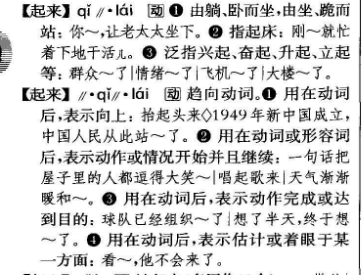 【起来】 qǐ ∥·lái 动 ❶ 由躺、卧而坐,由坐、跪而
站:你~,让老太太坐下。❷ 指起床:刚~就忙
着下地干活儿。❸ 泛指兴起、奋起、升起、立起
等:群众~了|情绪~了|飞机~了|大楼~了。
【起来】 ∥·qǐ∥·lái 动 趋向动词。❶ 用在动词
后,表示向上:抬起头来◇1949年新中国成立,
中国人民从此站~了。❷ 用在动词或形容词
后,表示动作或情况开始并且继续:一句话把
屋子里的人都逗得大笑~|唱起歌来|天气渐渐
暖和~。❸ 用在动词后,表示动作完成或达
到目的:球队已经组织~了|想了半天,终于想
~了。❹ 用在动词后,表示估计或着眼于某
一方面:看~,他不会来了。